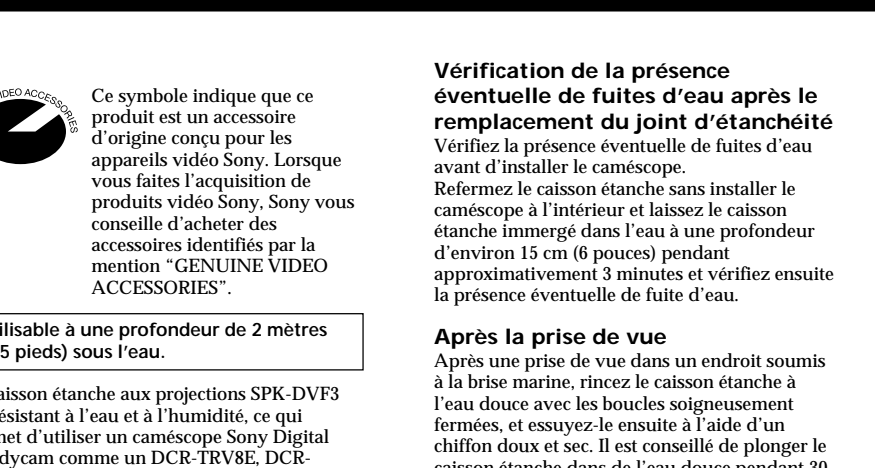 VIDEO ACCESSORIES
Ce symbole indique que ce
produit est un accessoire
d'origine conçu pour les
appareils vidéo Sony. Lorsque
vous faites l'acquisition de
produits vidéo Sony, Sony vous
conseille d'acheter des
accessoires identifiés par la
mention “GENUINE VIDEO
ACCESSORIES”.
ilisable à une profondeur de 2 mètres
5 pieds) sous l'eau.
aisson étanche aux projections SPK-DVF3
ésistant à l'eau et à l'humidité, ce qui
met d'utiliser un caméscope Sony Digital
dycam comme un DCR-TRV8E, DCR-
Vérification de la présence
éventuelle de fuites d'eau après le
remplacement du joint d'étanchéité
Vérifiez la présence éventuelle de fuites d'eau
avant d'installer le caméscope.
Refermez le caisson étanche sans installer le
caméscope à l'intérieur et laissez le caisson
étanche immergé dans l'eau à une profondeur
d'environ 15 cm (6 pouces) pendant
approximativement 3 minutes et vérifiez ensuite
la présence éventuelle de fuite d'eau.
Après la prise de vue
Après une prise de vue dans un endroit soumis
à la brise marine, rincez le caisson étanche à
l'eau douce avec les boucles soigneusement
fermées, et essuyez-le ensuite à l'aide d'un
chiffon doux et sec. Il est conseillé de plonger le
caisson étanche dans de l'eau douce pendant 30